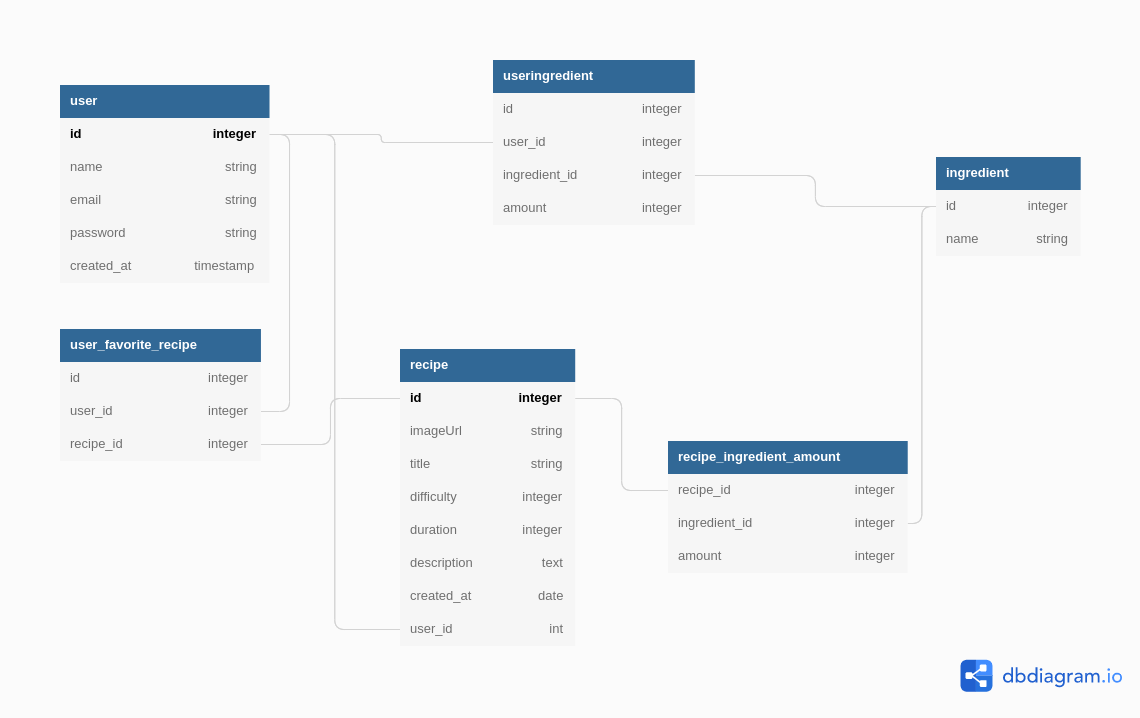 user
id integer
name string
email string
password string
created_at timestamp
useringredient
id integer
user_id integer
ingredient_id integer
amount integer
ingredient
id integer
name string
user_favorite_recipe
id integer
user_id integer
recipe_id integer
recipe
id integer
imageUrl string
title string
difficulty integer
duration integer
description text
created_at date
user_id int
recipe_ingredient_amount
recipe_id integer
ingredient_id integer
amount integer
dbdiagram.io